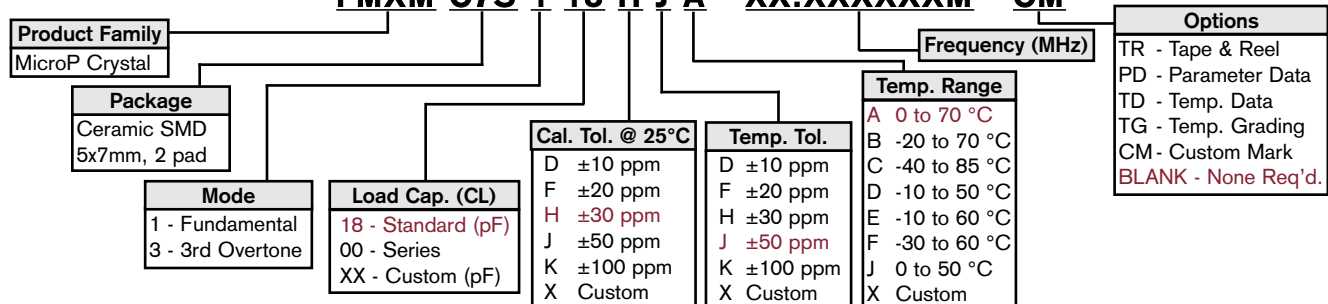 Product Family
MicroP Crystal
Package
Ceramic SMD
5x7mm, 2 pad
Mode
1 - Fundamental
3 - 3rd Overtone
Load Cap. (CL)
18 - Standard (pF)
00 - Series
XX - Custom (pF)
Cal. Tol. @ 25°C
D ±10 ppm
F ±20 ppm
H ±30 ppm
J ±50 ppm
K ±100 ppm
X Custom
Temp. Tol.
D ±10 ppm
F ±20 ppm
H ±30 ppm
J ±50 ppm
K ±100 ppm
X Custom
Temp. Range
A 0 to 70 °C
B -20 to 70 °C
C -40 to 85 °C
D -10 to 50 °C
E -10 to 60 °C
F -30 to 60 °C
J 0 to 50 °C
X Custom
Frequency (MHz)
Options
TR - Tape & Reel
PD - Parameter Data
TD - Temp. Data
TG - Temp. Grading
CM - Custom Mark
BLANK - None Req'd.